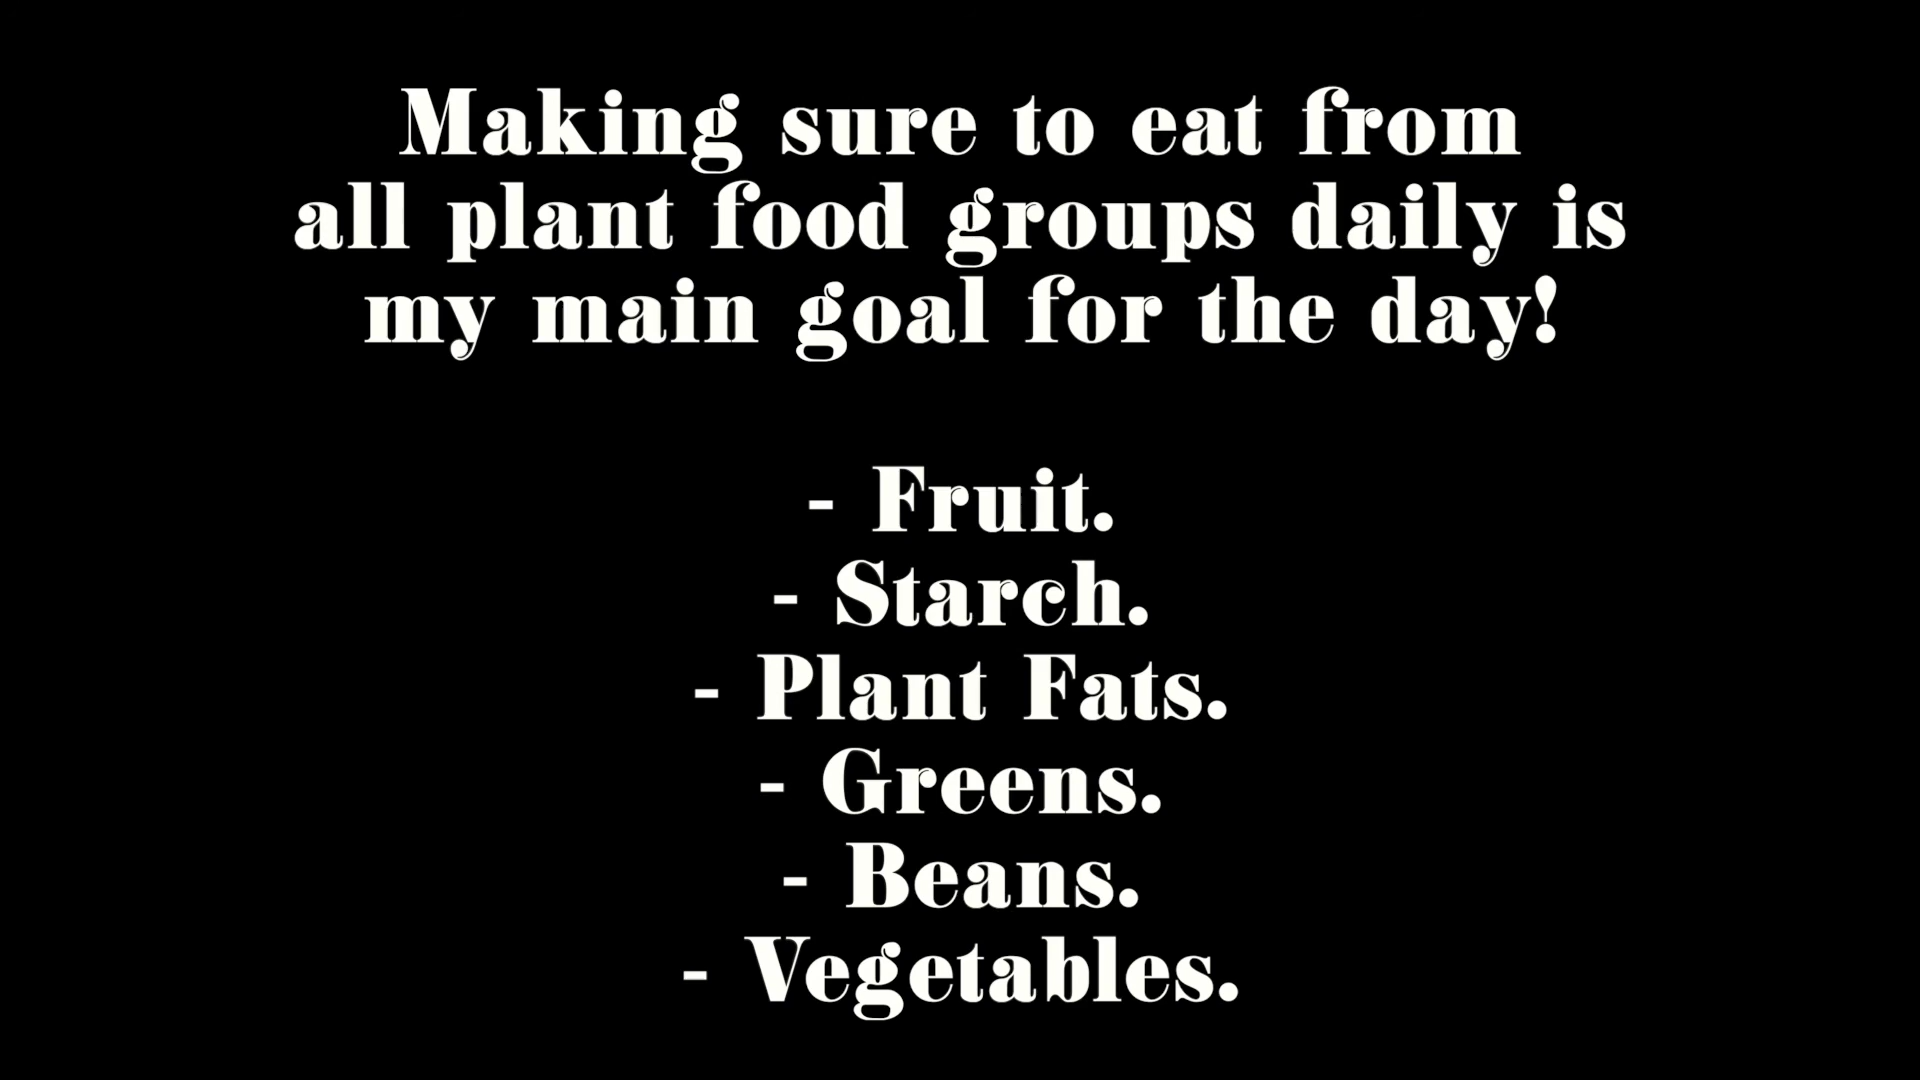 Making sure to eat from
all plant food groups daily is
my main goal for the day!
- Fruit.
- Starch.
- Plant Fats.
- Greens.
- Beans.
- Vegetables.